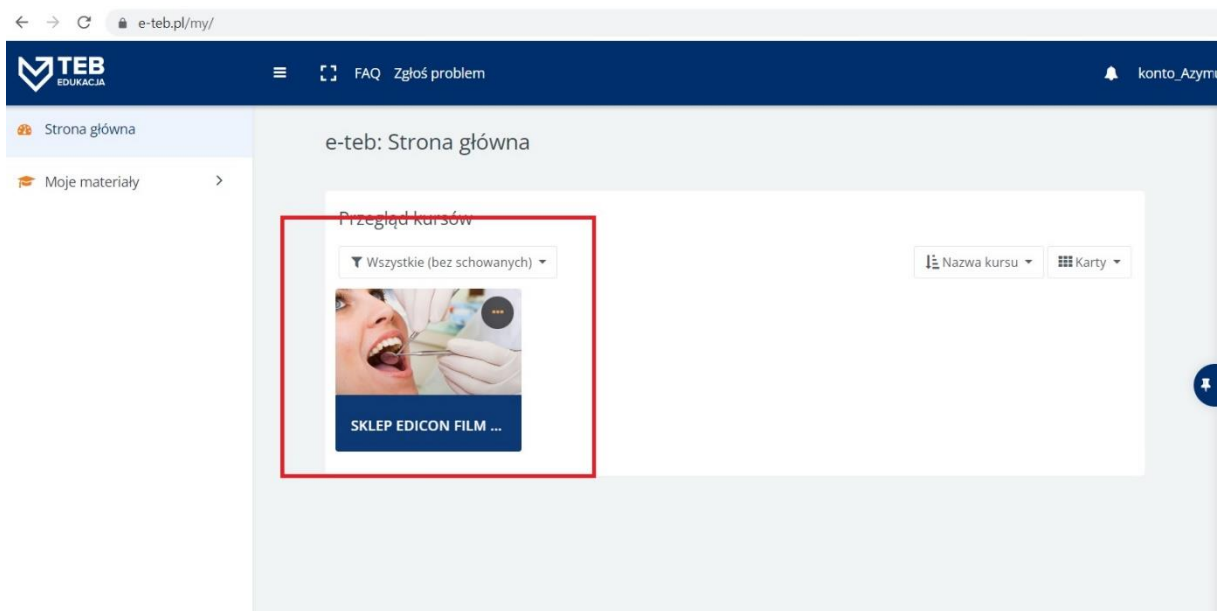 e-teb.pl/my/
TEB
EDUKACJA
FAQ Zgłoś problem
konto_Azymu
Strona główna
Moje materiały
e-teb: Strona główna
Przegląd kursów
Wszystkie (bez schowanych)
Nazwa kursu
Karty
SKLEP EDICON FILM ...